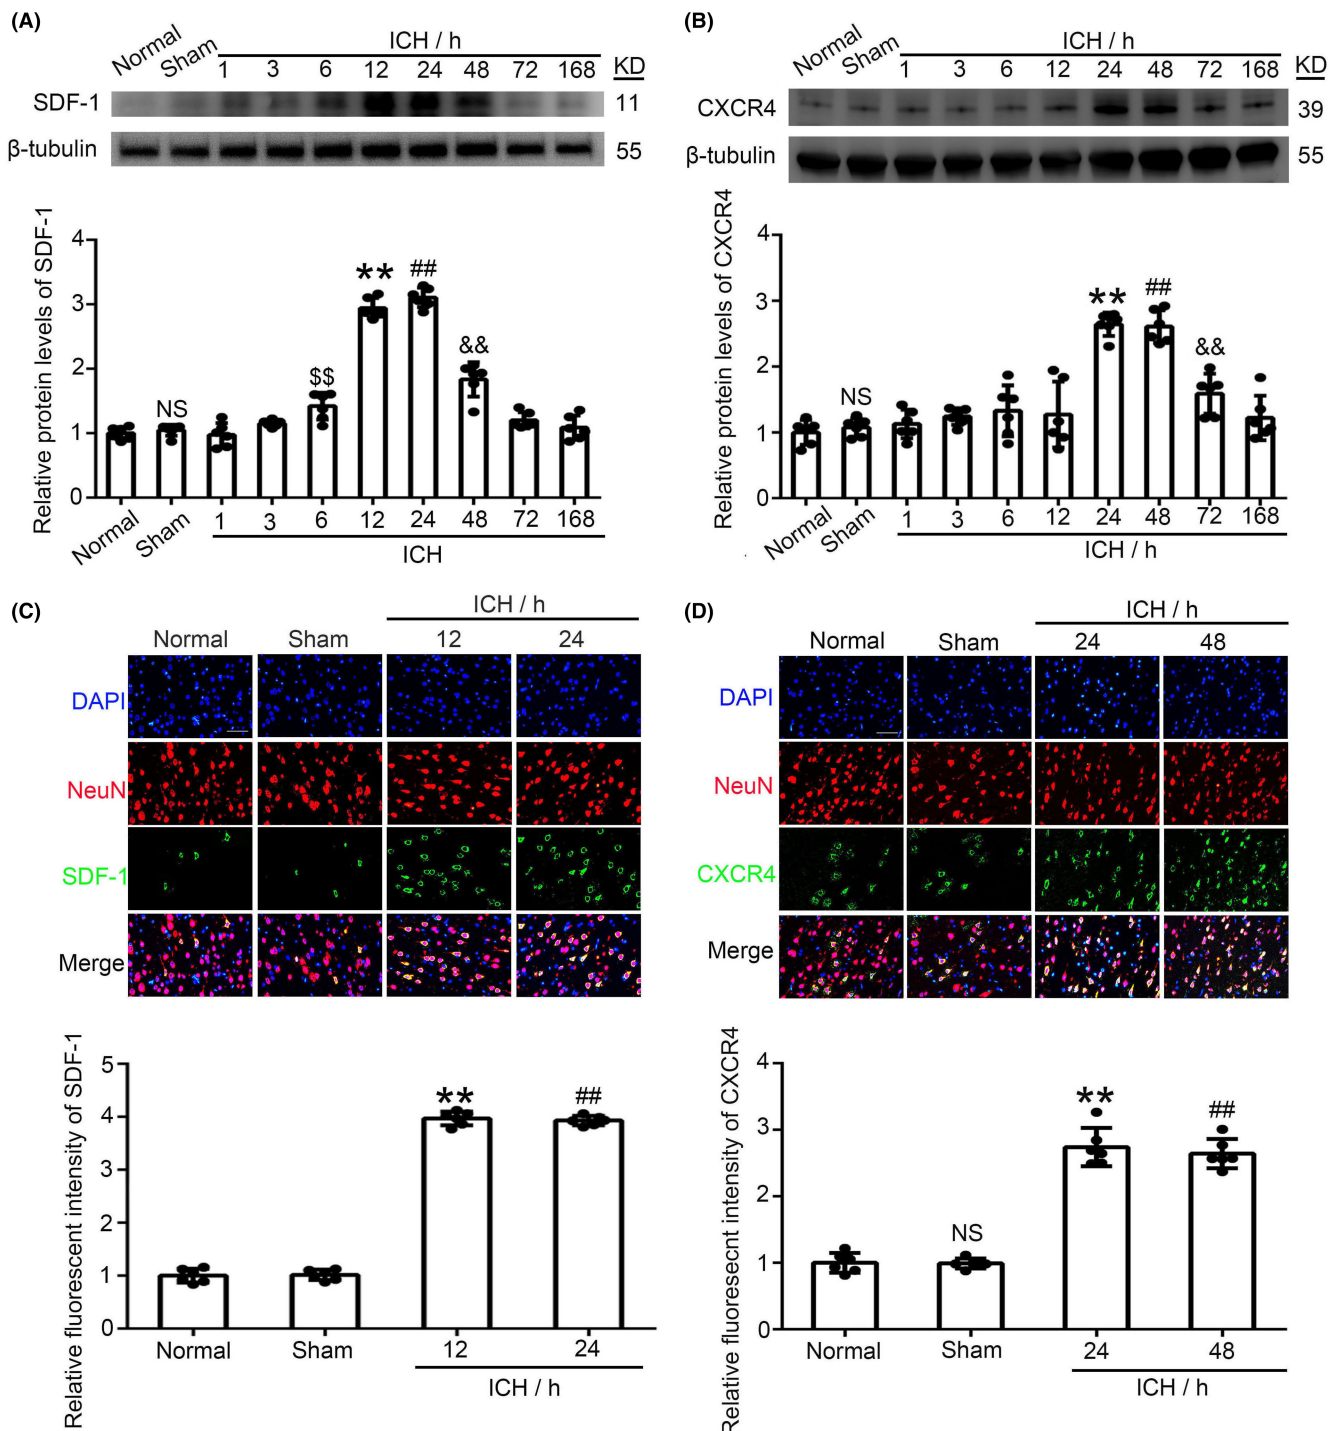 (A)
Normal Sham ICH / h
1 3 6 12 24 48 72 168 KD
SDF-1 11
β-tubulin 55
Relative protein levels of SDF-1
4
3
2
1
0
NS $$ ** ## &&
Normal Sham 1 3 6 12 24 48 72 168
ICH
(B)
Normal Sham ICH / h
1 3 6 12 24 48 72 168 KD
CXCR4 39
β-tubulin 55
Relative protein levels of CXCR4
4
3
2
1
0
NS ** ## &&
Normal Sham 1 3 6 12 24 48 72 168
ICH / h
(C)
ICH / h
Normal Sham 12 24
DAPI
NeuN
SDF-1
Merge
Relative fluorescent intensity of SDF-1
5
4
3
2
1
0
** ##
Normal Sham 12 24
ICH / h
(D)
ICH / h
Normal Sham 24 48
DAPI
NeuN
CXCR4
Merge
Relative fluoresecnt intensity of CXCR4
4
3
2
1
0
NS ** ##
Normal Sham 24 48
ICH / h